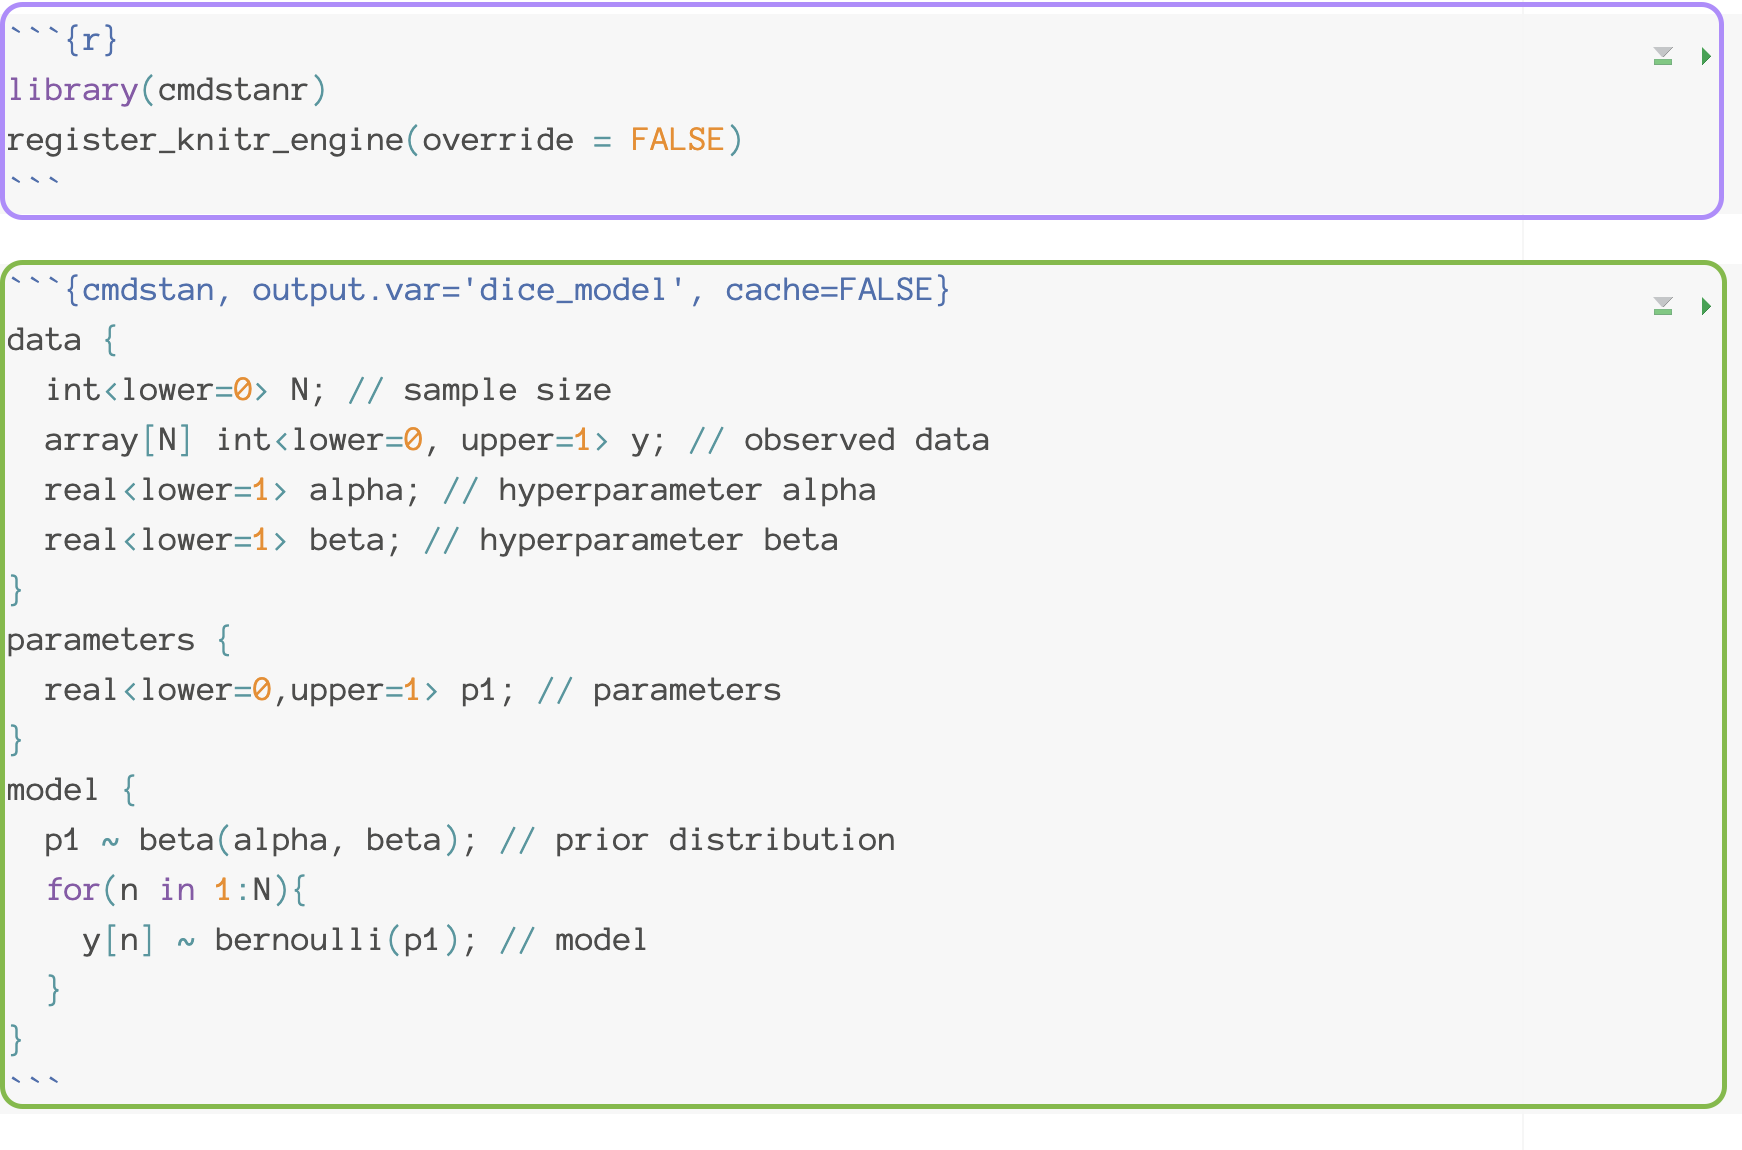 ```{r}
library(cmdstanr)
register_knitr_engine(override = FALSE)
```
```{cmdstan, output.var='dice_model', cache=FALSE}
data {
  int<lower=0> N; // sample size
  array[N] int<lower=0, upper=1> y; // observed data
  real<lower=1> alpha; // hyperparameter alpha
  real<lower=1> beta; // hyperparameter beta
}
parameters {
  real<lower=0,upper=1> p1; // parameters
}
model {
  p1 ~ beta(alpha, beta); // prior distribution
  for(n in 1:N){
    y[n] ~ bernoulli(p1); // model
  }
}
```